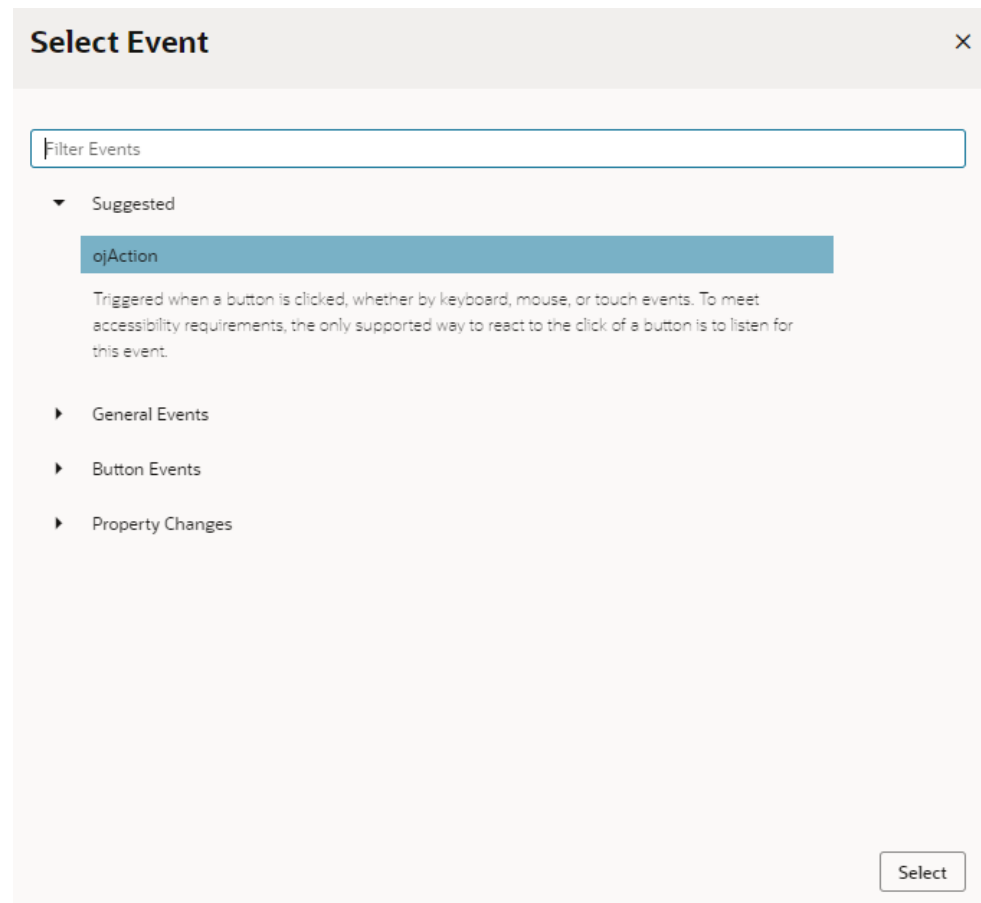 Select Event
Filter Events
Suggested
ojAction
Triggered when a button is clicked, whether by keyboard, mouse, or touch events. To meet
accessibility requirements, the only supported way to react to the click of a button is to listen for
this event.
General Events
Button Events
Property Changes
Select